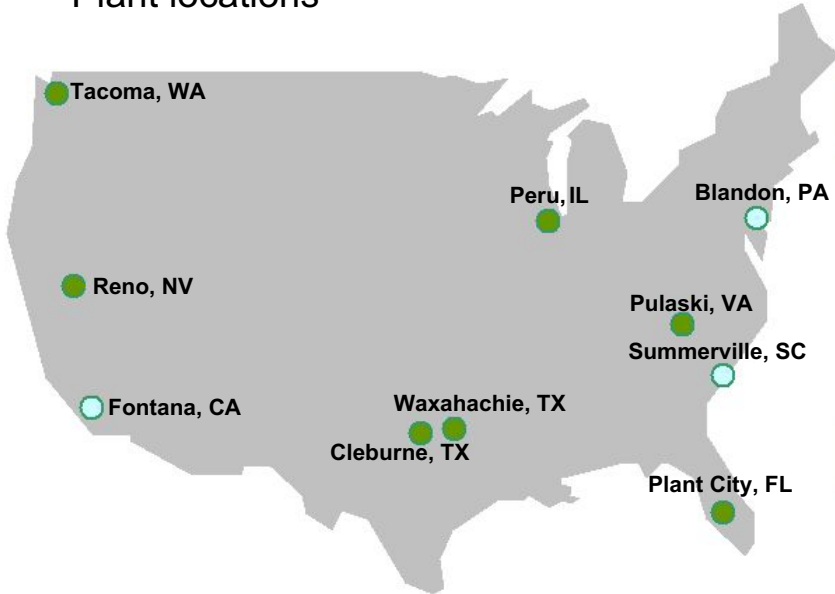 Plant locations
Tacoma, WA
Peru, IL
Blandon, PA
Reno, NV
Pulaski, VA
Summerville, SC
Fontana, CA
Waxahachie, TX
Cleburne, TX
Plant City, FL